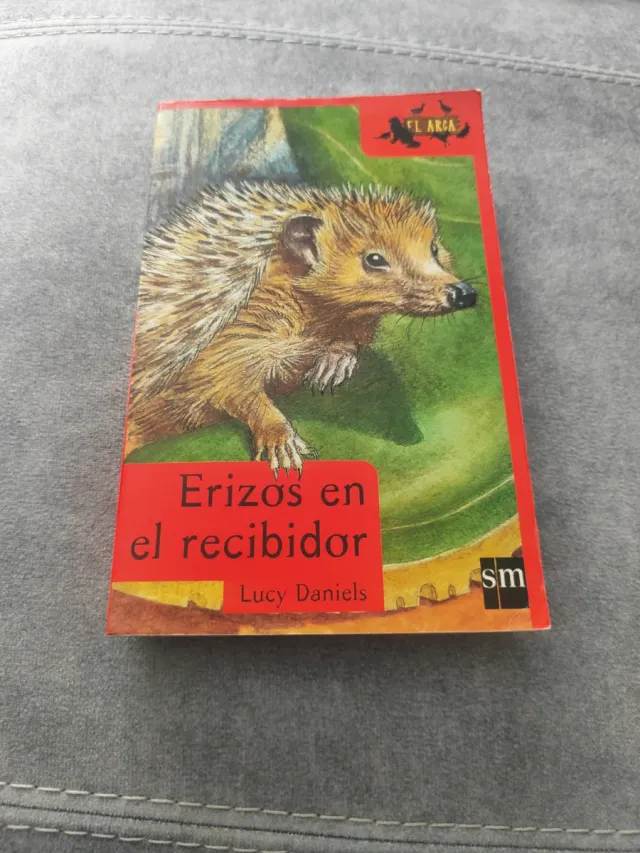 EL ARCA
Erizos en
el recibidor
Lucy Daniels
sm